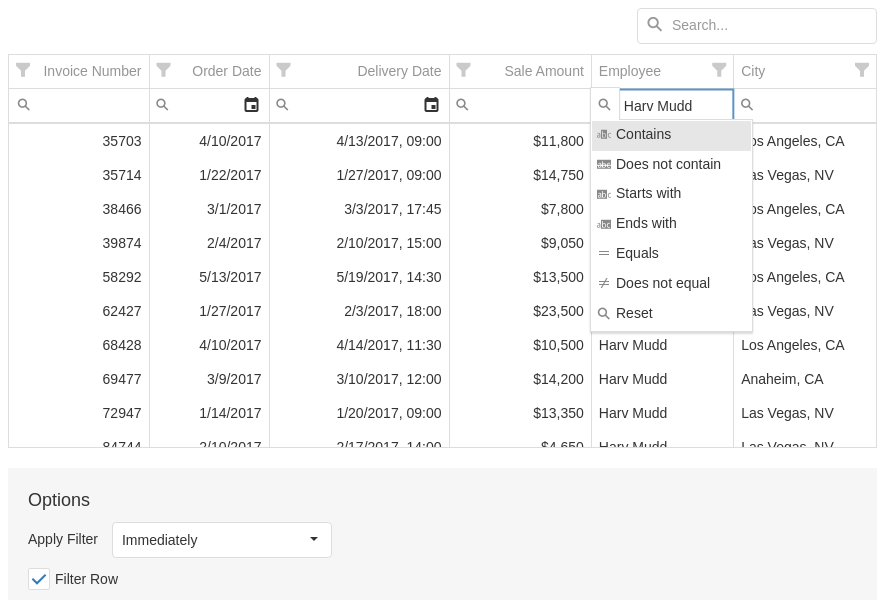 Search...
Invoice Number Order Date Delivery Date Sale Amount Employee City
Harv Mudd
35703 4/10/2017 4/13/2017, 09:00 $11,800 os Angeles, CA
35714 1/22/2017 1/27/2017, 09:00 $14,750 as Vegas, NV
38466 3/1/2017 3/3/2017, 17:45 $7,800 os Angeles, CA
39874 2/4/2017 2/10/2017, 15:00 $9,050 as Vegas, NV
58292 5/13/2017 5/19/2017, 14:30 $13,500 os Angeles, CA
62427 1/27/2017 2/3/2017, 18:00 $23,500 as Vegas, NV
Contains
Does not contain
Starts with
Ends with
Equals
Does not equal
Reset
68428 4/10/2017 4/14/2017, 11:30 $10,500 Harv Mudd Los Angeles, CA
69477 3/9/2017 3/10/2017, 12:00 $14,200 Harv Mudd Anaheim, CA
72947 1/14/2017 1/20/2017, 09:00 $13,350 Harv Mudd Las Vegas, NV
84744 2/10/2017 2/17/2017, 14:00 $4,650 Harv Mudd Las Vegas, NV
Options
Apply Filter Immediately
Filter Row